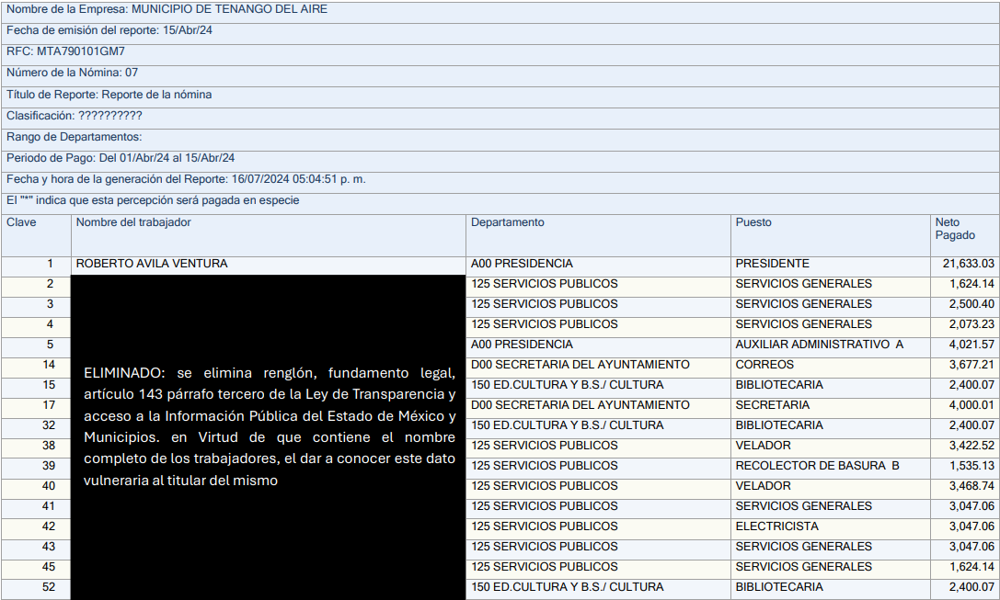 Nombre de la Empresa: MUNICIPIO DE TENANGO DEL AIRE
Fecha de emisión del reporte: 15/Abr/24
RFC: MTA790101GM7
Número de la Nómina: 07
Título de Reporte: Reporte de la nómina
Clasificación: ??????????
Rango de Departamentos:
Periodo de Pago: Del 01/Abr/24 al 15/Abr/24
Fecha y hora de la generación del Reporte: 16/07/2024 05:04:51 p. m.
El "*" indica que esta percepción será pagada en especie
Clave Nombre del trabajador Departamento Puesto Neto Pagado
1 ROBERTO AVILA VENTURA A00 PRESIDENCIA PRESIDENTE 21,633.03
2 125 SERVICIOS PUBLICOS SERVICIOS GENERALES 1,624.14
3 125 SERVICIOS PUBLICOS SERVICIOS GENERALES 2,500.40
4 125 SERVICIOS PUBLICOS SERVICIOS GENERALES 2,073.23
5 A00 PRESIDENCIA AUXILIAR ADMINISTRATIVO A 4,021.57
14 D00 SECRETARIA DEL AYUNTAMIENTO CORREOS 3,677.21
15 150 ED.CULTURA Y B.S./ CULTURA BIBLIOTECARIA 2,400.07
17 D00 SECRETARIA DEL AYUNTAMIENTO SECRETARIA 4,000.01
32 150 ED.CULTURA Y B.S./ CULTURA BIBLIOTECARIA 2,400.07
38 125 SERVICIOS PUBLICOS VELADOR 3,422.52
39 125 SERVICIOS PUBLICOS RECOLECTOR DE BASURA B 1,535.13
40 125 SERVICIOS PUBLICOS VELADOR 3,468.74
41 125 SERVICIOS PUBLICOS SERVICIOS GENERALES 3,047.06
42 125 SERVICIOS PUBLICOS ELECTRICISTA 3,047.06
43 125 SERVICIOS PUBLICOS SERVICIOS GENERALES 3,047.06
45 125 SERVICIOS PUBLICOS SERVICIOS GENERALES 1,624.14
52 150 ED.CULTURA Y B.S./ CULTURA BIBLIOTECARIA 2,400.07
ELIMINADO: se elimina renglón, fundamento legal,
artículo 143 párrafo tercero de la Ley de Transparencia y
acceso a la Información Pública del Estado de México y
Municipios. en Virtud de que contiene el nombre
completo de los trabajadores, el dar a conocer este dato
vulneraria al titular del mismo